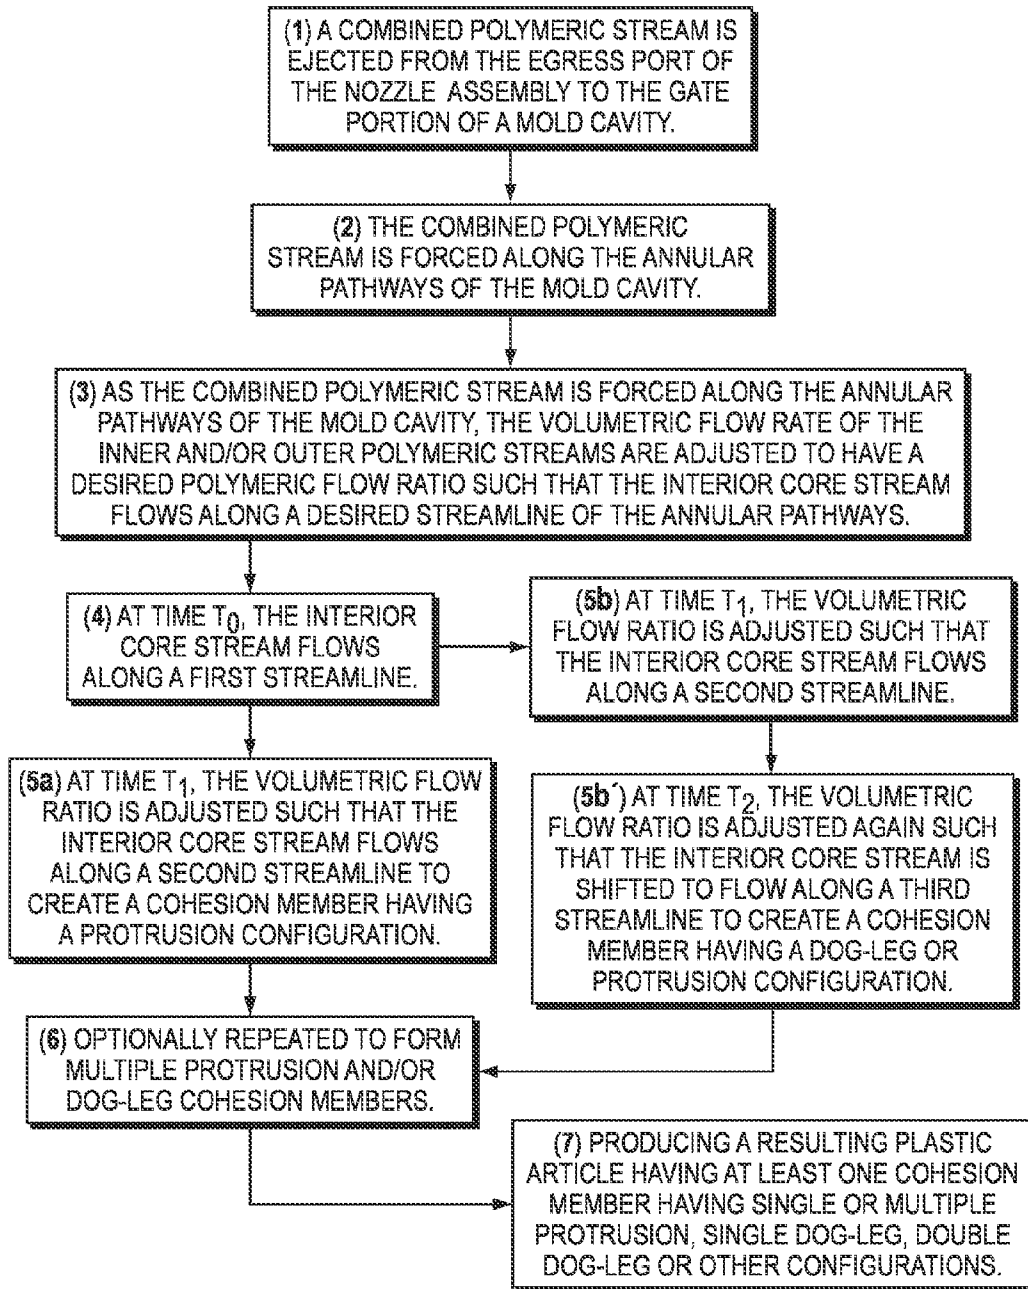 (1) A COMBINED POLYMERIC STREAM IS
EJECTED FROM THE EGRESS PORT OF
THE NOZZLE ASSEMBLY TO THE GATE
PORTION OF A MOLD CAVITY.
(2) THE COMBINED POLYMERIC
STREAM IS FORCED ALONG THE ANNULAR
PATHWAYS OF THE MOLD CAVITY.
(3) AS THE COMBINED POLYMERIC STREAM IS FORCED ALONG THE ANNULAR
PATHWAYS OF THE MOLD CAVITY, THE VOLUMETRIC FLOW RATE OF THE
INNER AND/OR OUTER POLYMERIC STREAMS ARE ADJUSTED TO HAVE A
DESIRED POLYMERIC FLOW RATIO SUCH THAT THE INTERIOR CORE STREAM
FLOWS ALONG A DESIRED STREAMLINE OF THE ANNULAR PATHWAYS.
(4) AT TIME T0, THE INTERIOR
CORE STREAM FLOWS
ALONG A FIRST STREAMLINE.
(5b) AT TIME T1, THE VOLUMETRIC
FLOW RATIO IS ADJUSTED SUCH THAT
THE INTERIOR CORE STREAM FLOWS
ALONG A SECOND STREAMLINE.
(5a) AT TIME T1, THE VOLUMETRIC FLOW
RATIO IS ADJUSTED SUCH THAT THE
INTERIOR CORE STREAM FLOWS
ALONG A SECOND STREAMLINE TO
CREATE A COHESION MEMBER HAVING
A PROTRUSION CONFIGURATION.
(5b´) AT TIME T2, THE VOLUMETRIC
FLOW RATIO IS ADJUSTED AGAIN SUCH
THAT THE INTERIOR CORE STREAM IS
SHIFTED TO FLOW ALONG A THIRD
STREAMLINE TO CREATE A COHESION
MEMBER HAVING A DOG-LEG OR
PROTRUSION CONFIGURATION.
(6) OPTIONALLY REPEATED TO FORM
MULTIPLE PROTRUSION AND/OR
DOG-LEG COHESION MEMBERS.
(7) PRODUCING A RESULTING PLASTIC
ARTICLE HAVING AT LEAST ONE COHESION
MEMBER HAVING SINGLE OR MULTIPLE
PROTRUSION, SINGLE DOG-LEG, DOUBLE
DOG-LEG OR OTHER CONFIGURATIONS.